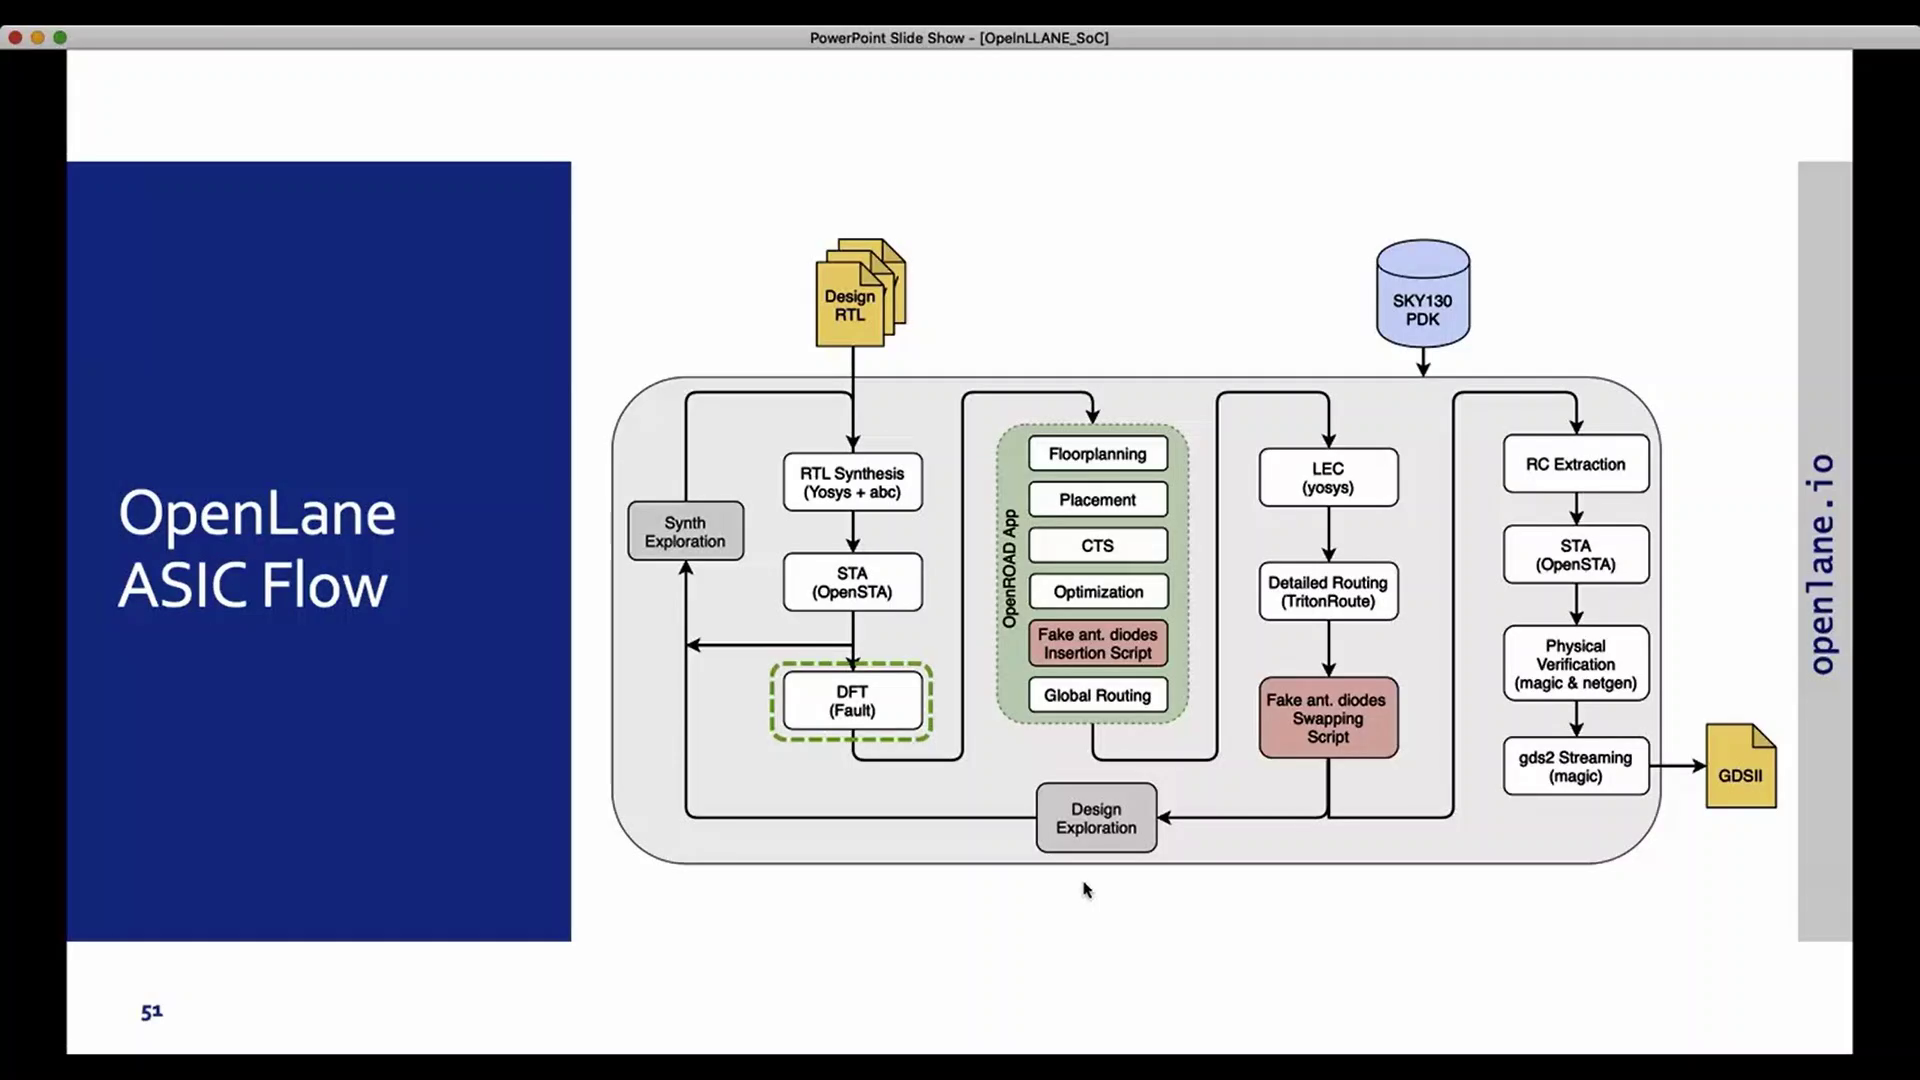 PowerPoint Slide Show - [OpeInLLANE_SoC]
OpenLane
ASIC Flow
Design
RTL
SKY130
PDK
Synth
Exploration
RTL Synthesis
(Yosys + abc)
STA
(OpenSTA)
DFT
(Fault)
OpenROAD App
Floorplanning
Placement
CTS
Optimization
Fake ant. diodes
Insertion Script
Global Routing
LEC
(yosys)
Detailed Routing
(TritonRoute)
Fake ant. diodes
Swapping
Script
Design
Exploration
RC Extraction
STA
(OpenSTA)
Physical
Verification
(magic & netgen)
gds2 Streaming
(magic)
GDSII
openlane.io
51